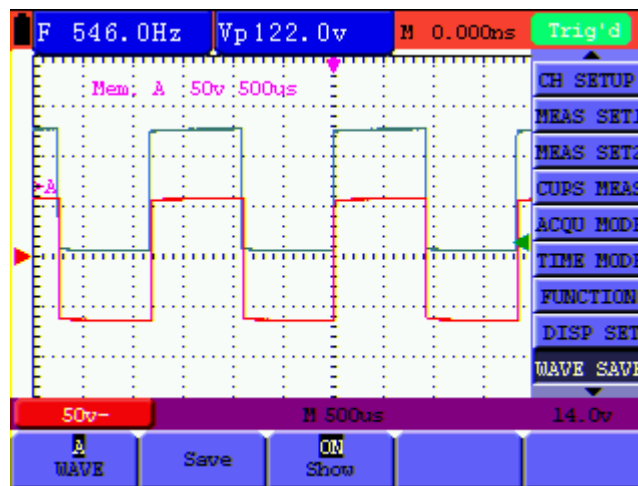 F 546.0Hz
Vp122.0v
M 0.000ns
Trig'd
Mem; A 50v 500us
A
CH SETUP
MEAS SET1
MEAS SET2
CUPS MEAS
ACQU MODE
TIME MODE
FUNCTION
DISP SET
WAVE SAVE
50v-
M 500us
14.0v
A
WAVE
Save
ON
Show